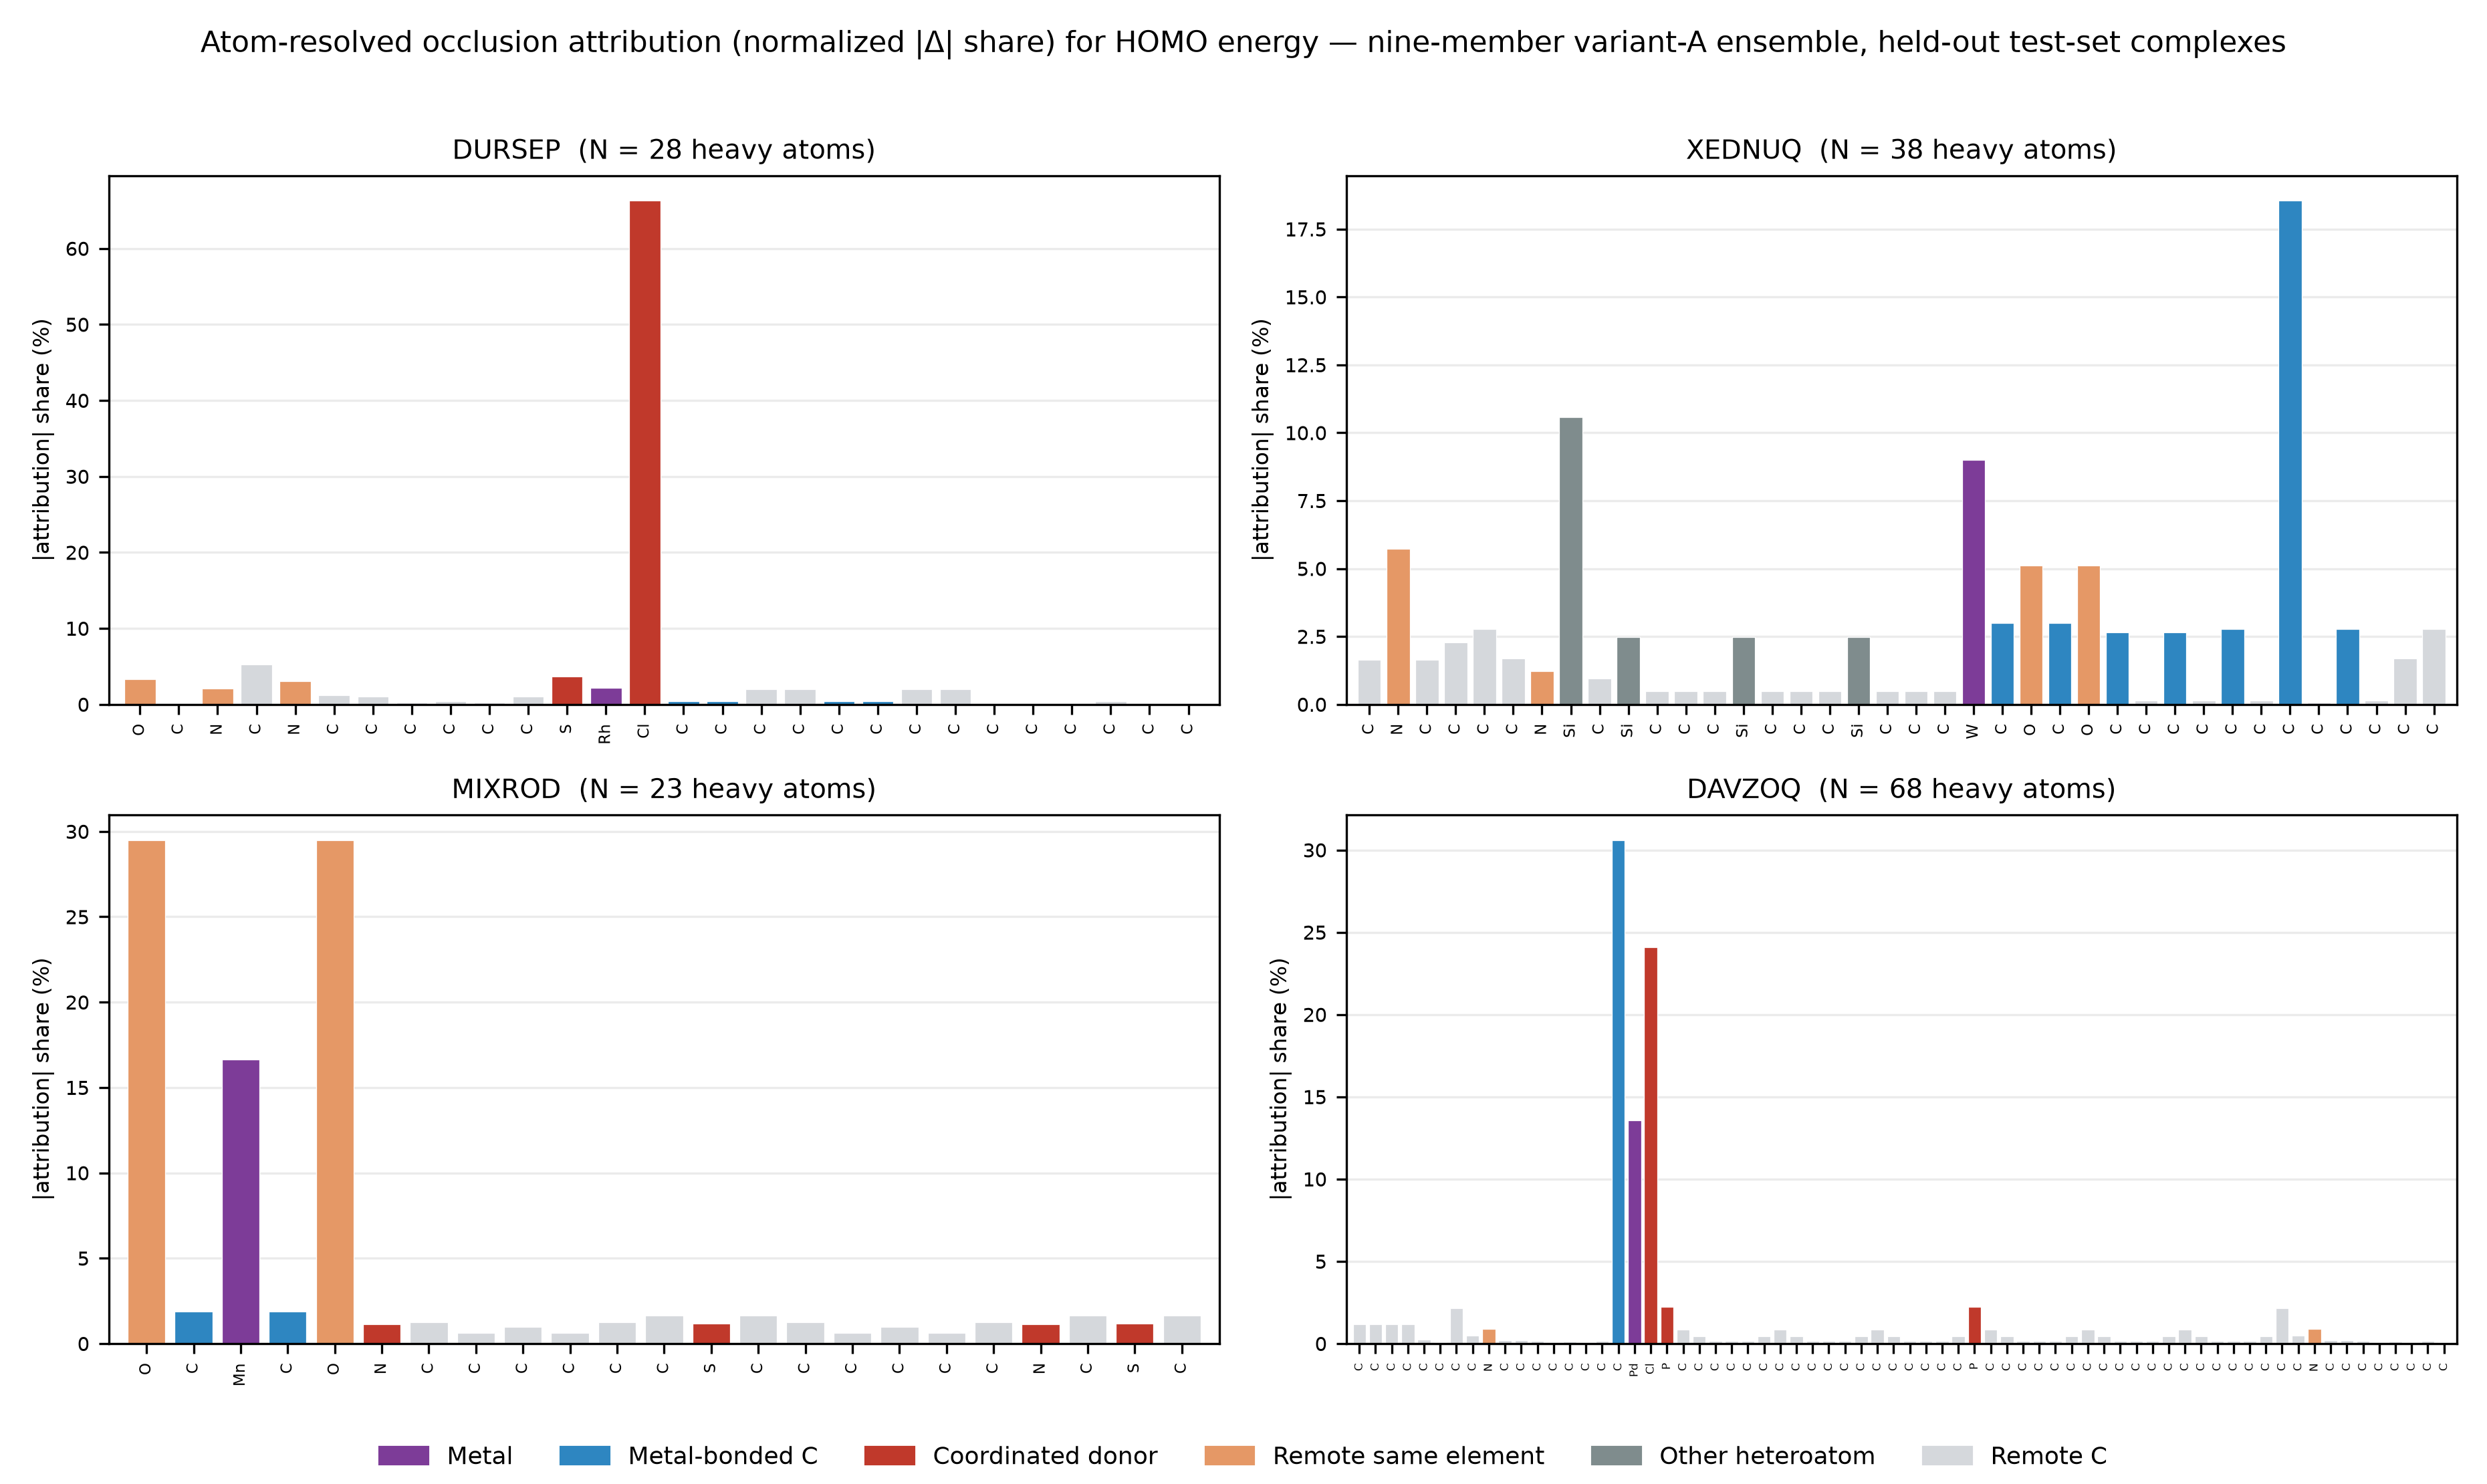 Atom-resolved occlusion attribution (normalized |Δ| share) for HOMO energy — nine-member variant-A ensemble, held-out test-set complexes
DURSEP (N = 28 heavy atoms)
|attribution| share (%)
60
50
40
30
20
10
0
O C N C N C C C C C C S Rh Cl C C C C C C C C C C C C C C
XEDNUQ (N = 38 heavy atoms)
|attribution| share (%)
17.5
15.0
12.5
10.0
7.5
5.0
2.5
0.0
C N C C C C N Si C Si C C C Si C C C Si C C C W C O C O C C C C C C C C C C C C
MIXROD (N = 23 heavy atoms)
|attribution| share (%)
30
25
20
15
10
5
0
O C Mn C O N C C C C C C S C C C C C C N C S C
DAVZOQ (N = 68 heavy atoms)
|attribution| share (%)
30
25
20
15
10
5
0
C C C C C C C C N C C C C C C C C Pd Cl P C C C C C C C C C C C C C C C C C C P C C C C C C C C C C C C C C C C C C C C N C C C C C C C C
Metal
Metal-bonded C
Coordinated donor
Remote same element
Other heteroatom
Remote C